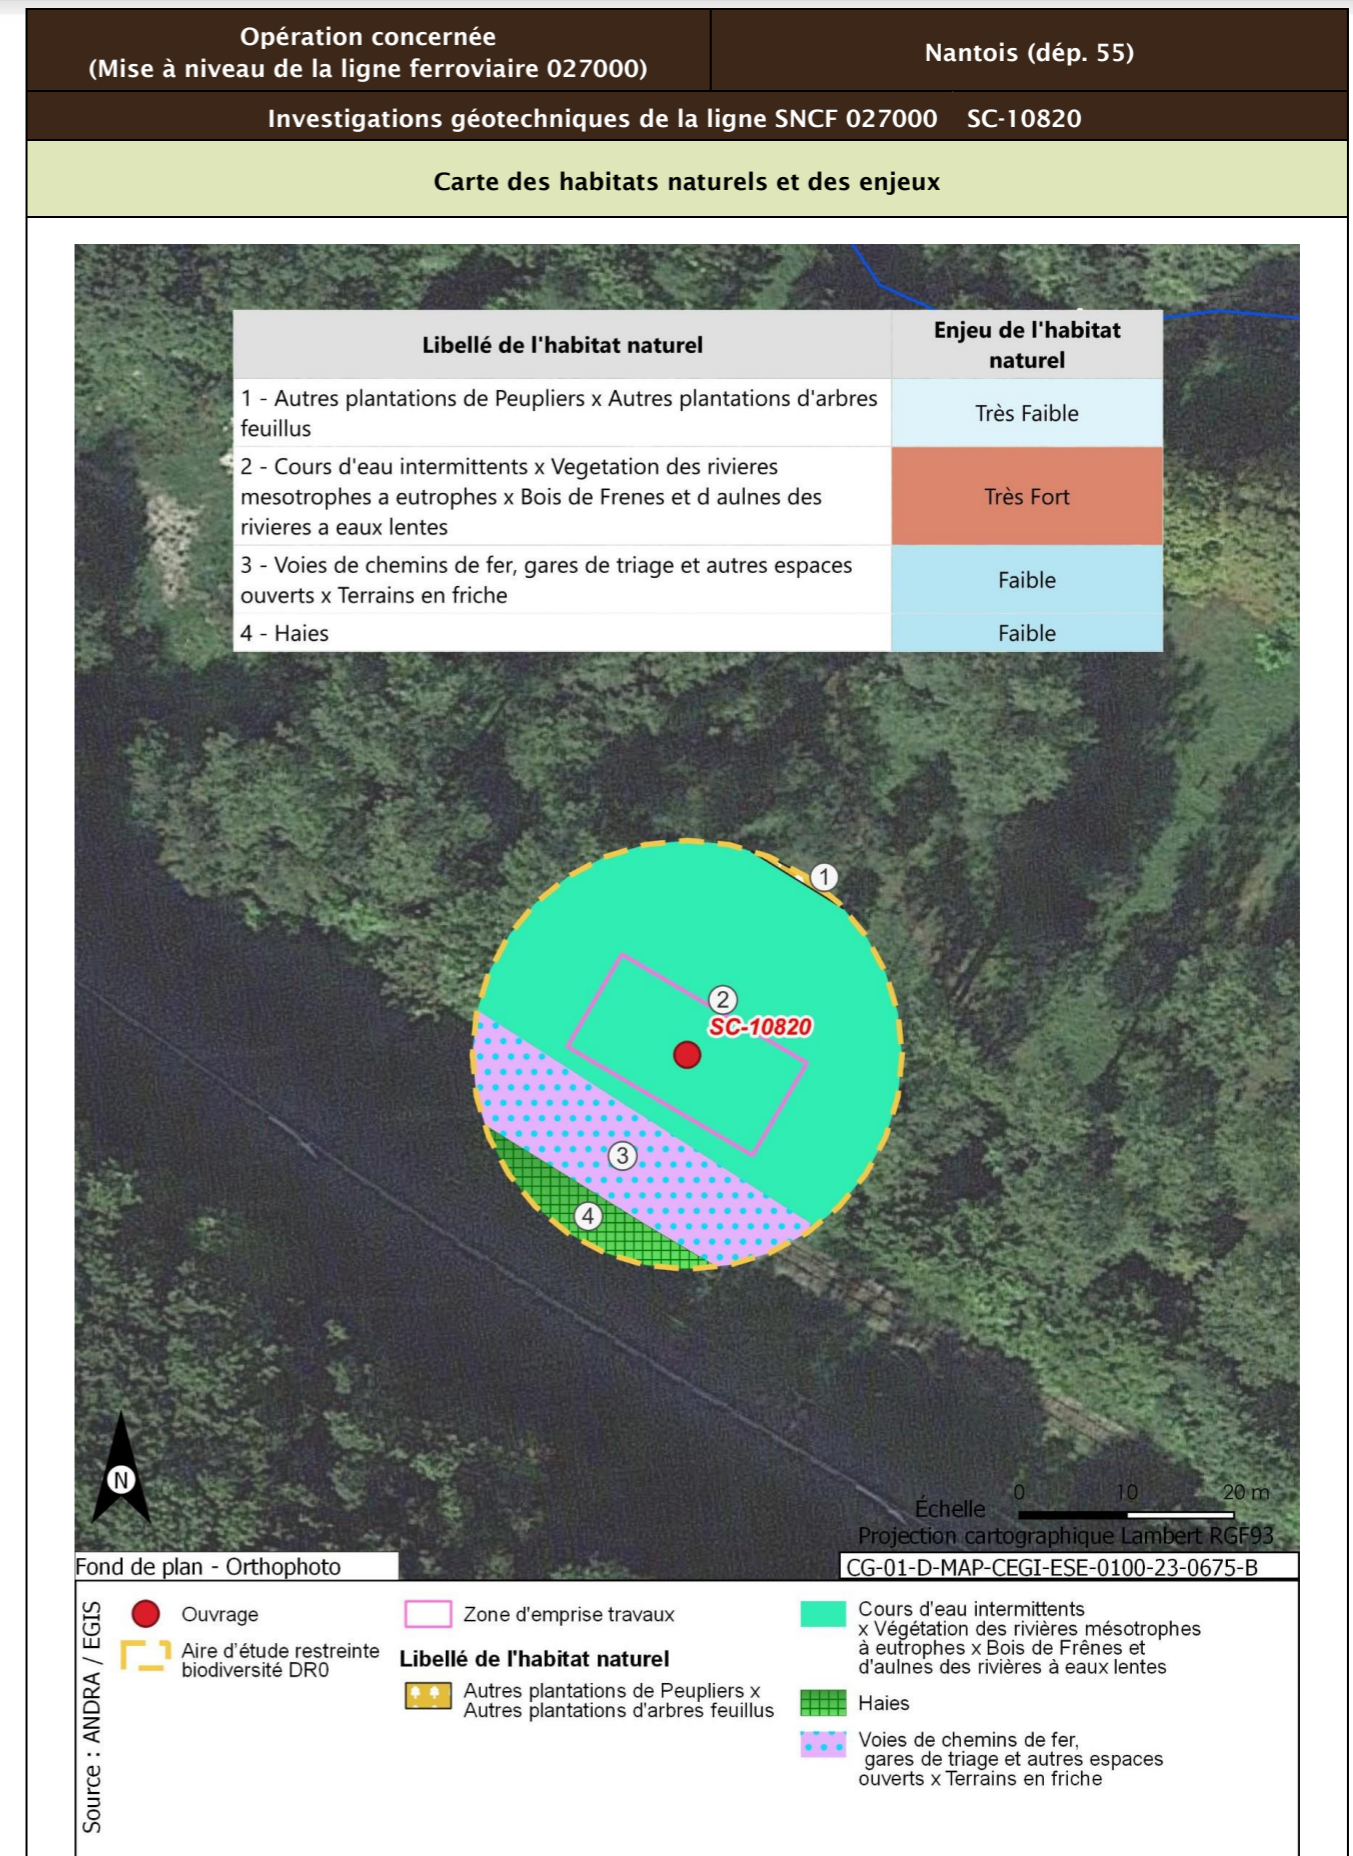 Opération concernée
(Mise à niveau de la ligne ferroviaire 027000)
Nantois (dép. 55)
Investigations géotechniques de la ligne SNCF 027000 SC-10820
Carte des habitats naturels et des enjeux
Libellé de l'habitat naturel
Enjeu de l'habitat
naturel
1 - Autres plantations de Peupliers x Autres plantations d'arbres
feuillus
Très Faible
2 - Cours d'eau intermittents x Vegetation des rivieres
mesotrophes a eutrophes x Bois de Frenes et d aulnes des
rivieres a eaux lentes
Très Fort
3 - Voies de chemins de fer, gares de triage et autres espaces
ouverts x Terrains en friche
Faible
4 - Haies
Faible
1
2
SC-10820
3
4
N
0 10 20 m
Échelle
Projection cartographique Lambert RGF93
Fond de plan - Orthophoto
CG-01-D-MAP-CEGI-ESE-0100-23-0675-B
Source : ANDRA / EGIS
Ouvrage
Aire d'étude restreinte
biodiversité DR0
Zone d'emprise travaux
Libellé de l'habitat naturel
Autres plantations de Peupliers x
Autres plantations d'arbres feuillus
Cours d'eau intermittents
x Végétation des rivières mésotrophes
à eutrophes x Bois de Frênes et
d'aulnes des rivières à eaux lentes
Haies
Voies de chemins de fer,
gares de triage et autres espaces
ouverts x Terrains en friche